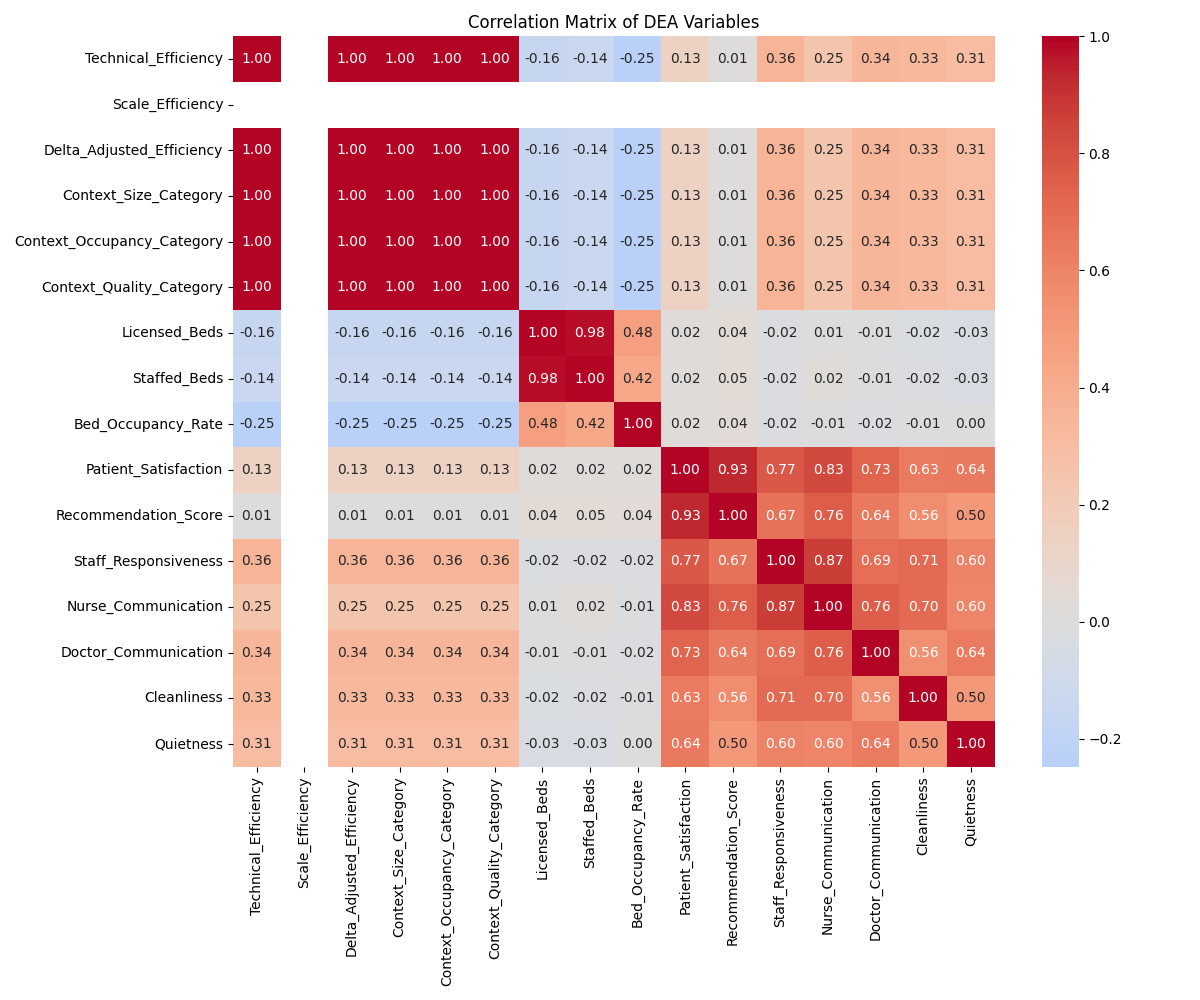 Correlation Matrix of DEA Variables
Technical_Efficiency 1.00 1.00 1.00 1.00 1.00 -0.16 -0.14 -0.25 0.13 0.01 0.36 0.25 0.34 0.33 0.31
Scale_Efficiency
Delta_Adjusted_Efficiency 1.00 1.00 1.00 1.00 1.00 -0.16 -0.14 -0.25 0.13 0.01 0.36 0.25 0.34 0.33 0.31
Context_Size_Category 1.00 1.00 1.00 1.00 1.00 -0.16 -0.14 -0.25 0.13 0.01 0.36 0.25 0.34 0.33 0.31
Context_Occupancy_Category 1.00 1.00 1.00 1.00 1.00 -0.16 -0.14 -0.25 0.13 0.01 0.36 0.25 0.34 0.33 0.31
Context_Quality_Category 1.00 1.00 1.00 1.00 1.00 -0.16 -0.14 -0.25 0.13 0.01 0.36 0.25 0.34 0.33 0.31
Licensed_Beds -0.16 -0.16 -0.16 -0.16 -0.16 1.00 0.98 0.48 0.02 0.04 -0.02 0.01 -0.01 -0.02 -0.03
Staffed_Beds -0.14 -0.14 -0.14 -0.14 -0.14 0.98 1.00 0.42 0.02 0.05 -0.02 0.02 -0.01 -0.02 -0.03
Bed_Occupancy_Rate -0.25 -0.25 -0.25 -0.25 -0.25 0.48 0.42 1.00 0.02 0.04 -0.02 -0.01 -0.02 -0.01 0.00
Patient_Satisfaction 0.13 0.13 0.13 0.13 0.13 0.02 0.02 0.02 1.00 0.93 0.77 0.83 0.73 0.63 0.64
Recommendation_Score 0.01 0.01 0.01 0.01 0.01 0.04 0.05 0.04 0.93 1.00 0.67 0.76 0.64 0.56 0.50
Staff_Responsiveness 0.36 0.36 0.36 0.36 0.36 -0.02 -0.02 -0.02 0.77 0.67 1.00 0.87 0.69 0.71 0.60
Nurse_Communication 0.25 0.25 0.25 0.25 0.25 0.01 0.02 -0.01 0.83 0.76 0.87 1.00 0.76 0.70 0.60
Doctor_Communication 0.34 0.34 0.34 0.34 0.34 -0.01 -0.01 -0.02 0.73 0.64 0.69 0.76 1.00 0.56 0.64
Cleanliness 0.33 0.33 0.33 0.33 0.33 -0.02 -0.02 -0.01 0.63 0.56 0.71 0.70 0.56 1.00 0.50
Quietness 0.31 0.31 0.31 0.31 0.31 -0.03 -0.03 0.00 0.64 0.50 0.60 0.60 0.64 0.50 1.00
Technical_Efficiency
Scale_Efficiency
Delta_Adjusted_Efficiency
Context_Size_Category
Context_Occupancy_Category
Context_Quality_Category
Licensed_Beds
Staffed_Beds
Bed_Occupancy_Rate
Patient_Satisfaction
Recommendation_Score
Staff_Responsiveness
Nurse_Communication
Doctor_Communication
Cleanliness
Quietness
1.0
0.8
0.6
0.4
0.2
0.0
−0.2